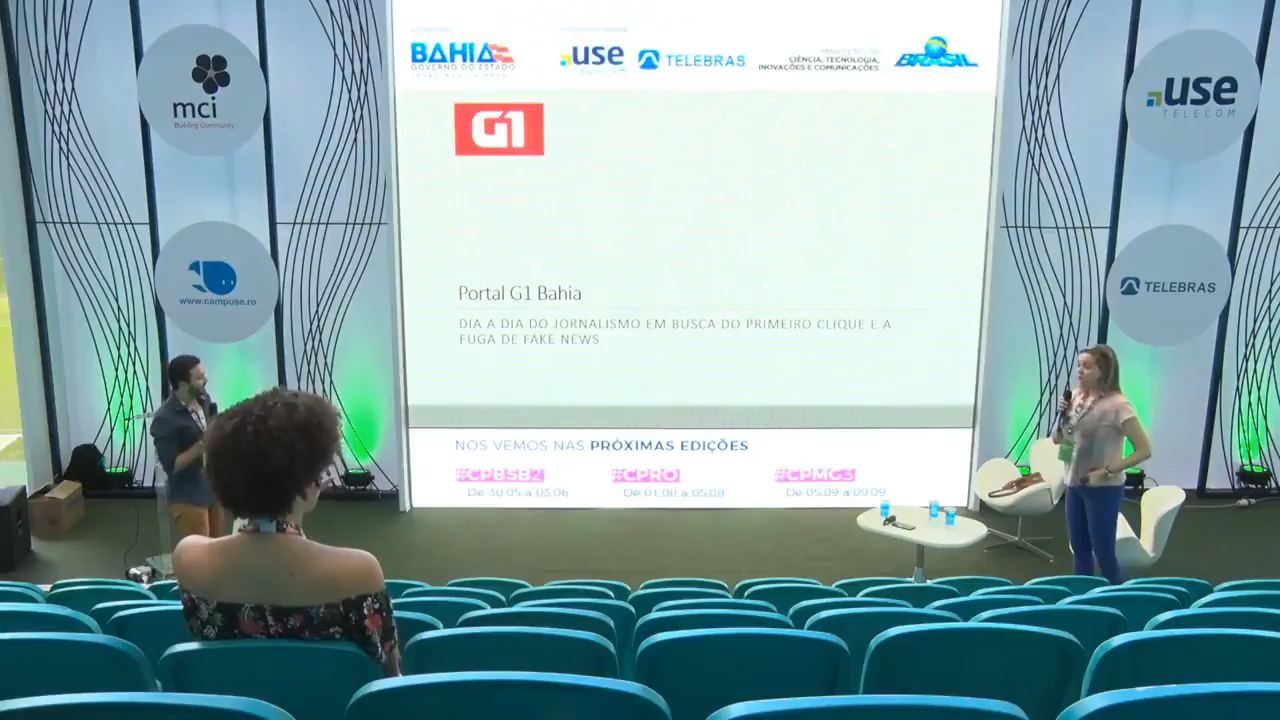 BAHIA
GOVERNO DO ESTADO
use
TELEBRAS
CIÊNCIA, TECNOLOGIA,
INOVAÇÕES E COMUNICAÇÕES
BRASIL
mci
Building Community
use
TELECOM
G1
www.campuse.ro
TELEBRAS
Portal G1 Bahia
DIA A DIA DO JORNALISMO EM BUSCA DO PRIMEIRO CLIQUE E A
FUGA DE FAKE NEWS
NOS VEMOS NAS PRÓXIMAS EDIÇÕES
#CPBSB2 #CPRO #CPMG3
De 30.05 a 03.06 De 01.08 a 05.08 De 05.09 a 09.09